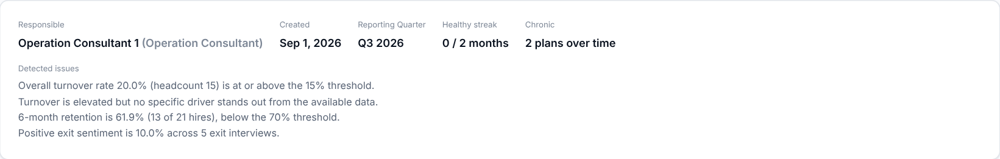 Responsible Created Reporting Quarter Healthy streak Chronic
Operation Consultant 1 (Operation Consultant) Sep 1, 2026 Q3 2026 0 / 2 months 2 plans over time
Detected issues
Overall turnover rate 20.0% (headcount 15) is at or above the 15% threshold.
Turnover is elevated but no specific driver stands out from the available data.
6-month retention is 61.9% (13 of 21 hires), below the 70% threshold.
Positive exit sentiment is 10.0% across 5 exit interviews.